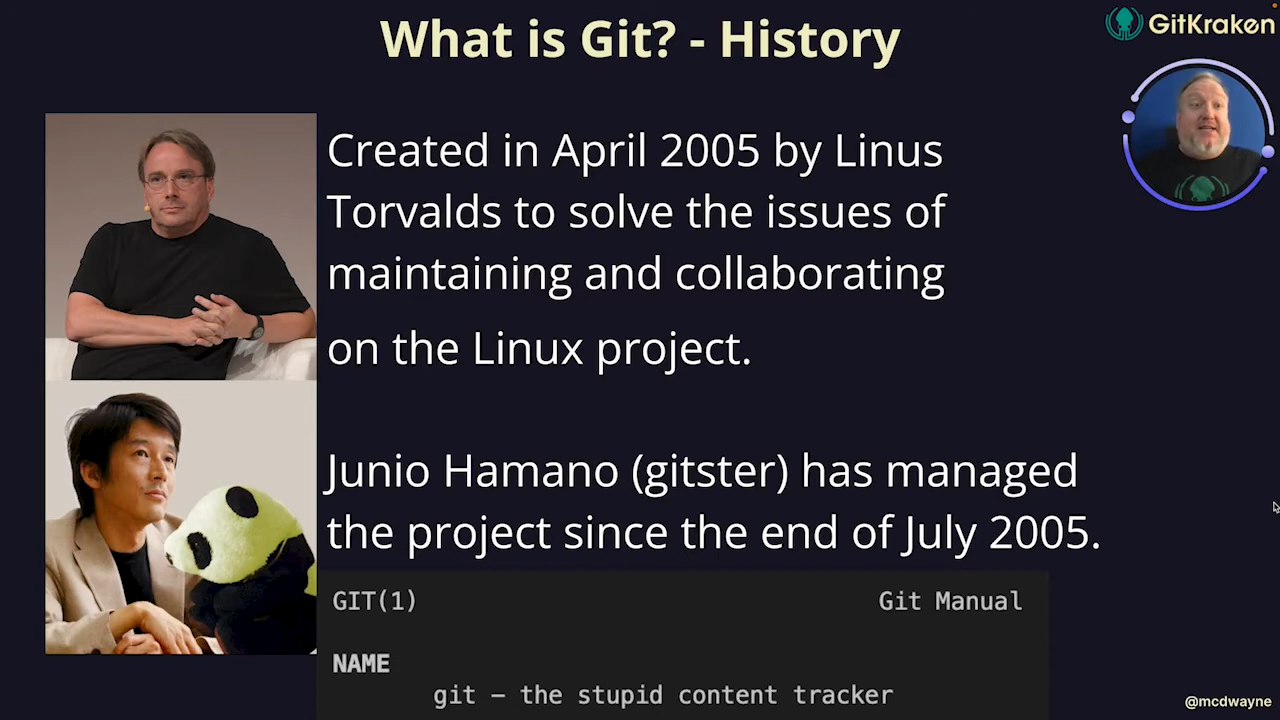 What is Git? - History
GitKraken
Created in April 2005 by Linus
Torvalds to solve the issues of
maintaining and collaborating
on the Linux project.
Junio Hamano (gitster) has managed
the project since the end of July 2005.
GIT(1) Git Manual
NAME
git – the stupid content tracker
@mcdwayne